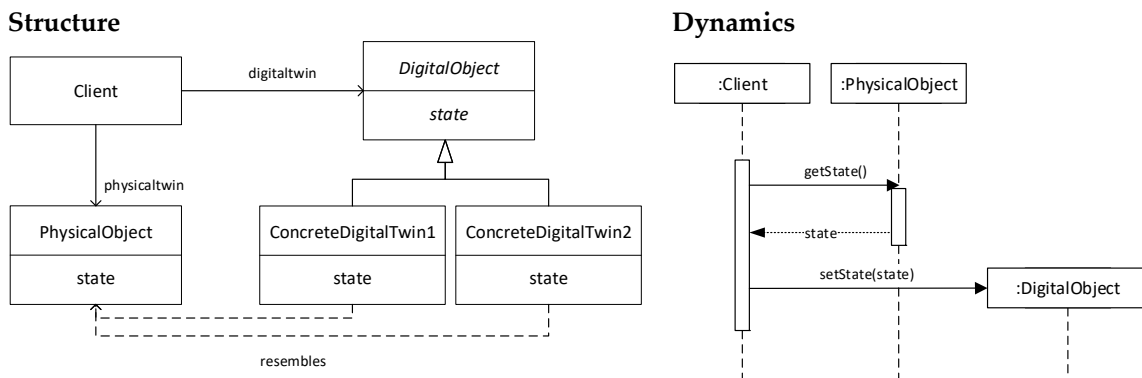 Structure
Client
digitaltwin
DigitalObject
state
physicaltwin
PhysicalObject
state
ConcreteDigitalTwin1
state
ConcreteDigitalTwin2
state
resembles
Dynamics
:Client
:PhysicalObject
getState()
state
setState(state)
:DigitalObject